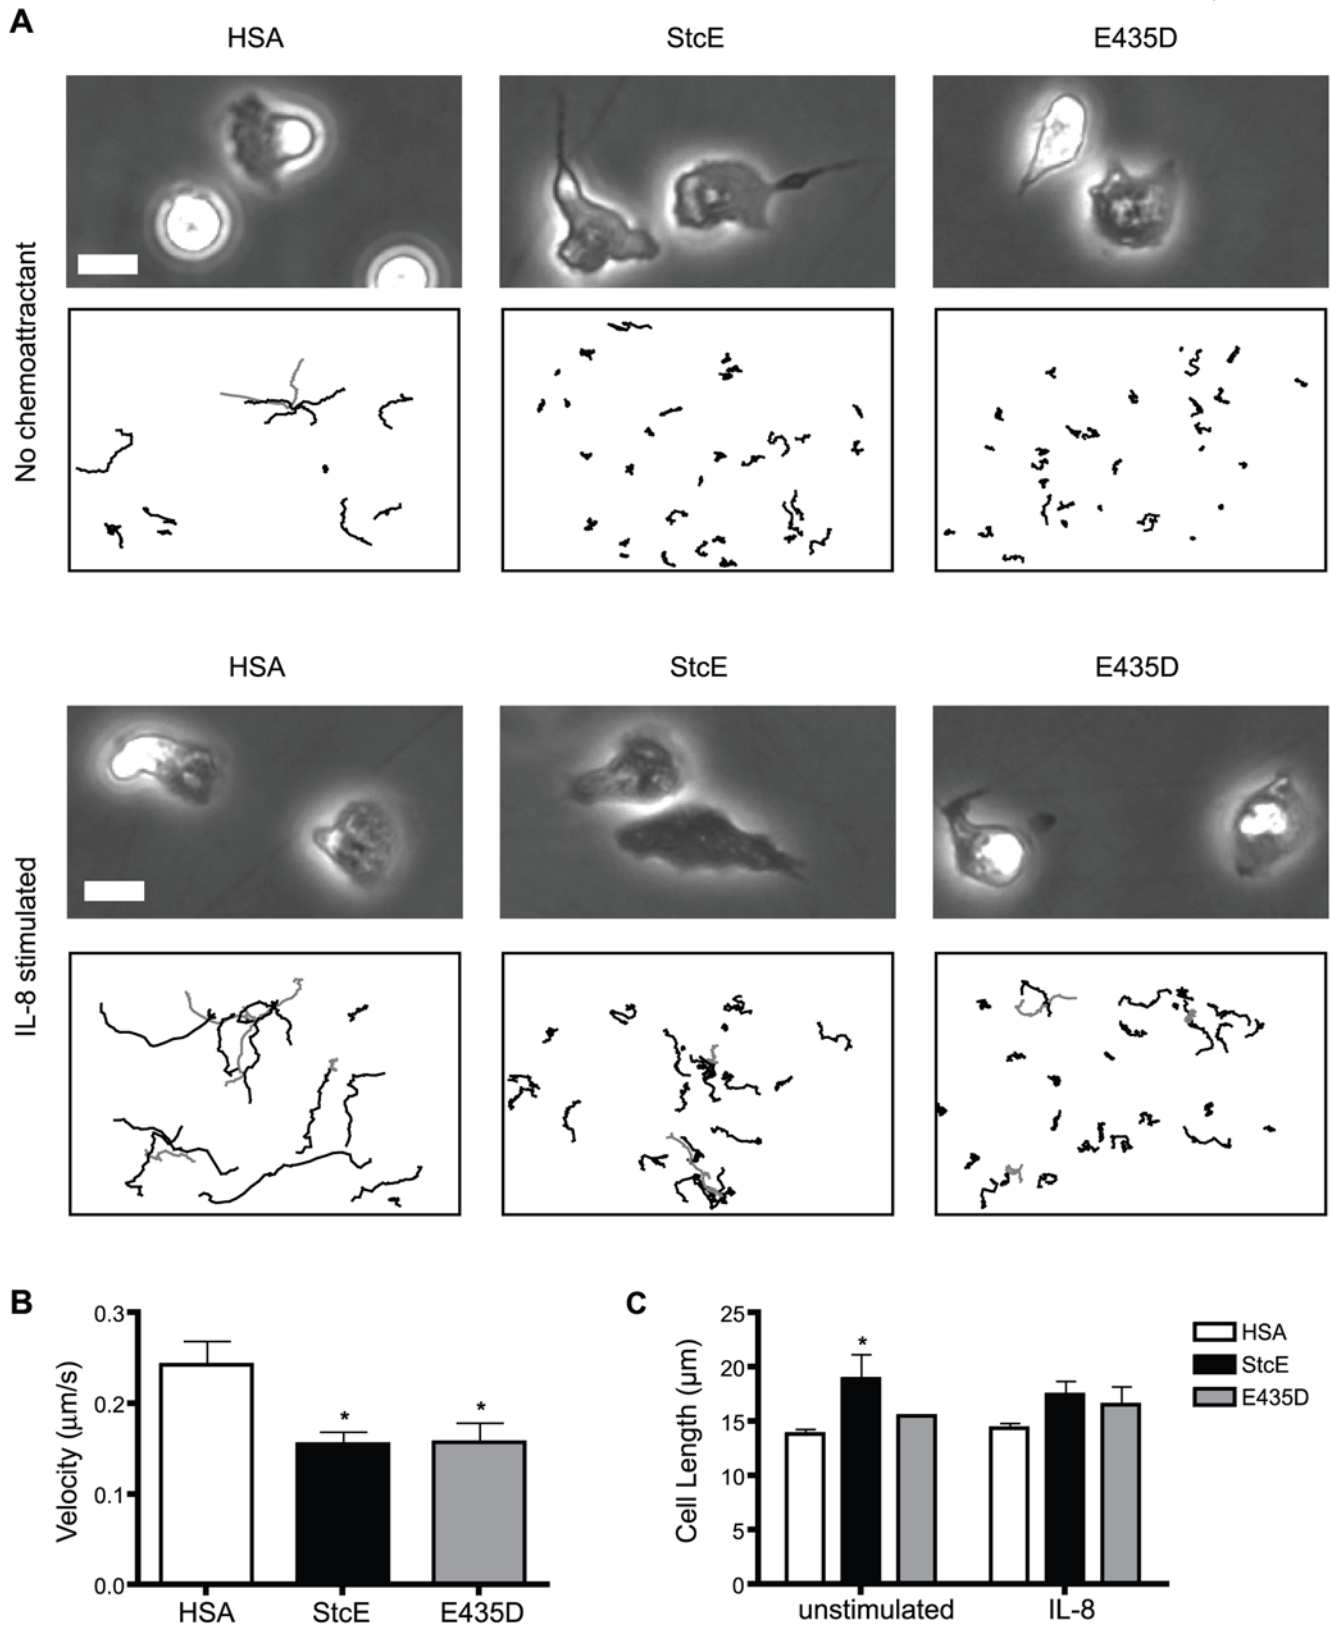 A
HSA StcE E435D
No chemoattractant
HSA StcE E435D
IL-8 stimulated
B
0.3
0.2
0.1
0.0
Velocity (μm/s)
* *
HSA StcE E435D
C
25
20
15
10
5
0
Cell Length (μm)
*
unstimulated IL-8
HSA
StcE
E435D